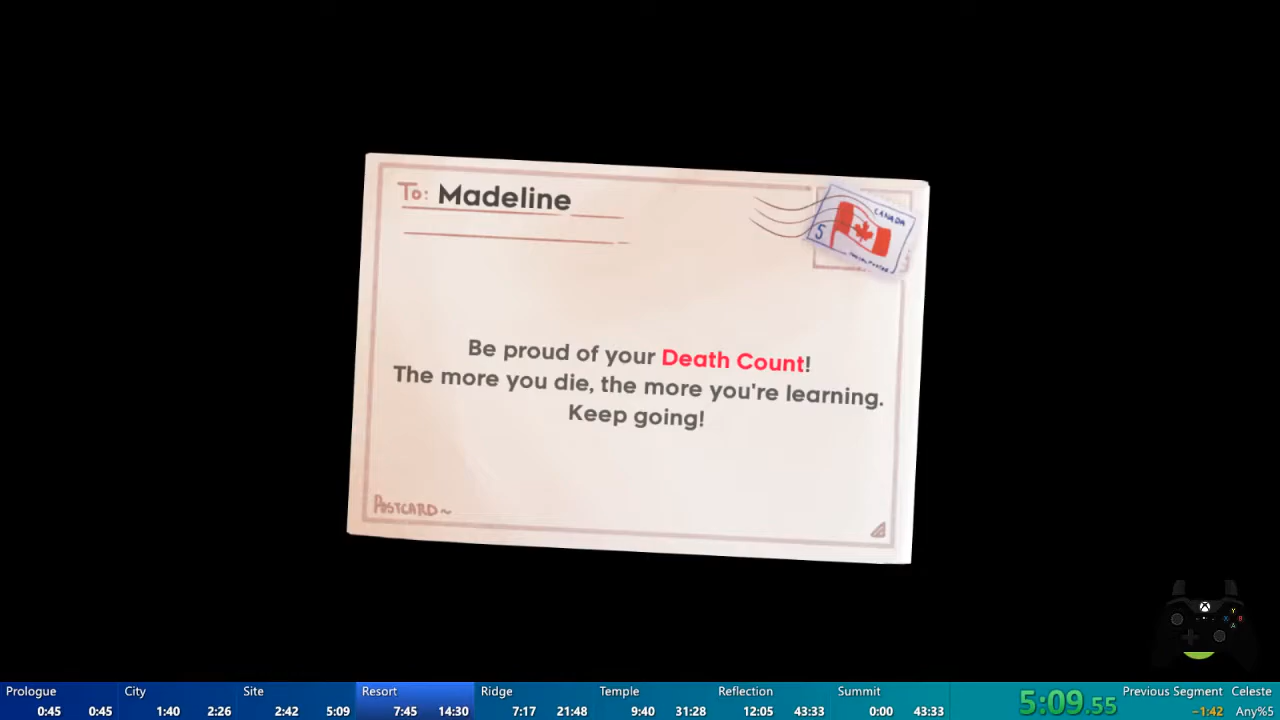 To: Madeline
CANADA
5
Be proud of your Death Count!
The more you die, the more you're learning.
Keep going!
POSTCARD~
Prologue
0:45 0:45
City
1:40 2:26
Site
2:42 5:09
Resort
7:45 14:30
Ridge
7:17 21:48
Temple
9:40 31:28
Reflection
12:05 43:33
Summit
0:00 43:33
5:09.55
Previous Segment
−1:42
Celeste
Any%5